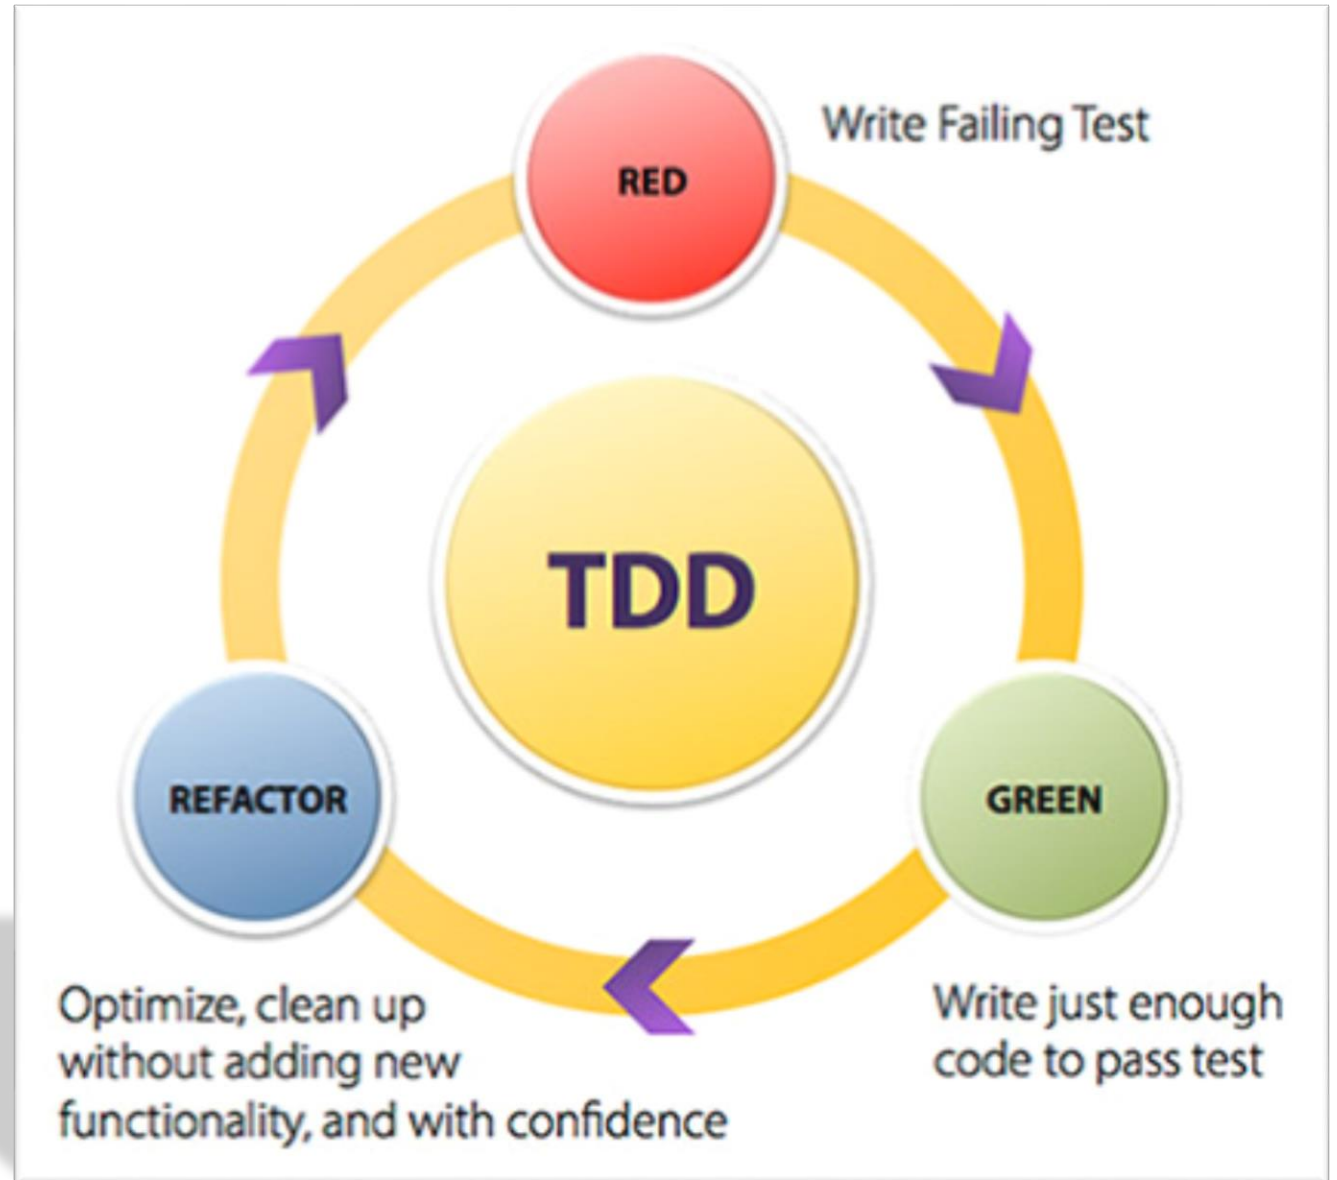 RED
Write Failing Test
TDD
REFACTOR
GREEN
Optimize, clean up
without adding new
functionality, and with confidence
Write just enough
code to pass test